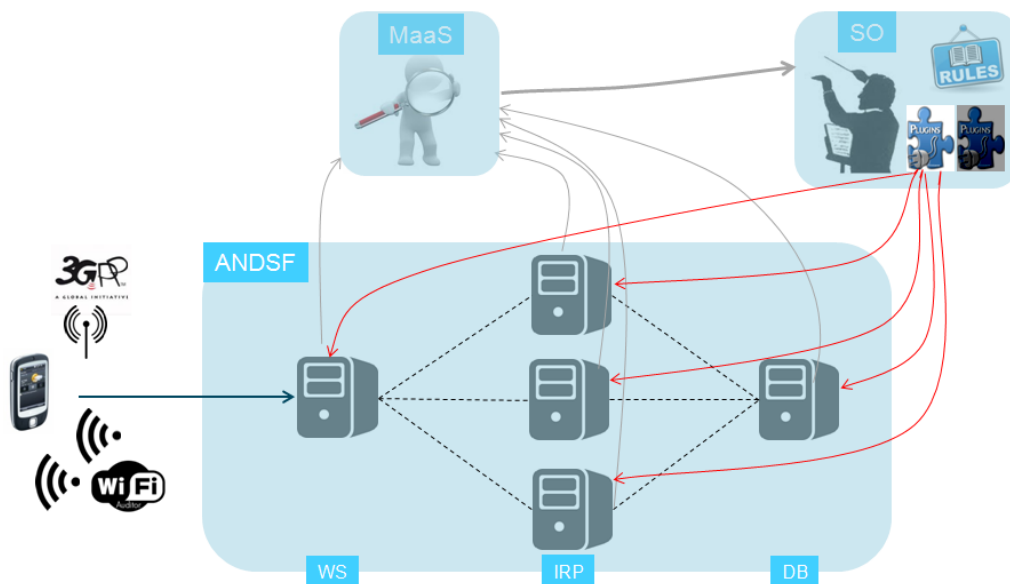 MaaS
SO
RULES
PLUGINS
PLUGINS
ANDSF
3GPP
A GLOBAL INITIATIVE
WiFi
Auditor
WS
IRP
DB